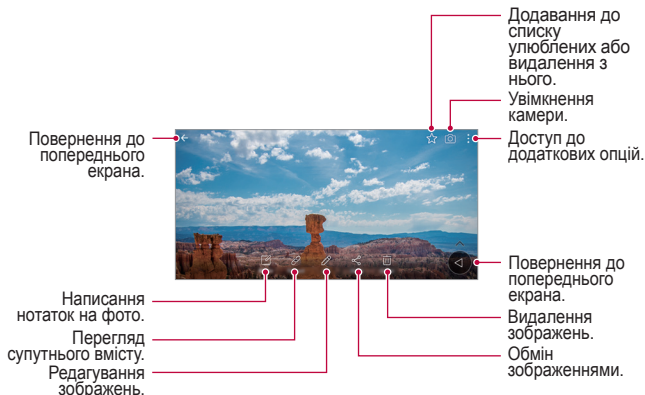 Додавання до
списку
улюблених або
видалення з
нього.
Увімкнення
камери.
Доступ до
додаткових опцій.
Повернення до
попереднього
екрана.
Повернення до
попереднього
екрана.
Написання
нотаток на фото.
Перегляд
супутнього вмісту.
Редагування
зображень.
Видалення
зображень.
Обмін
зображеннями.